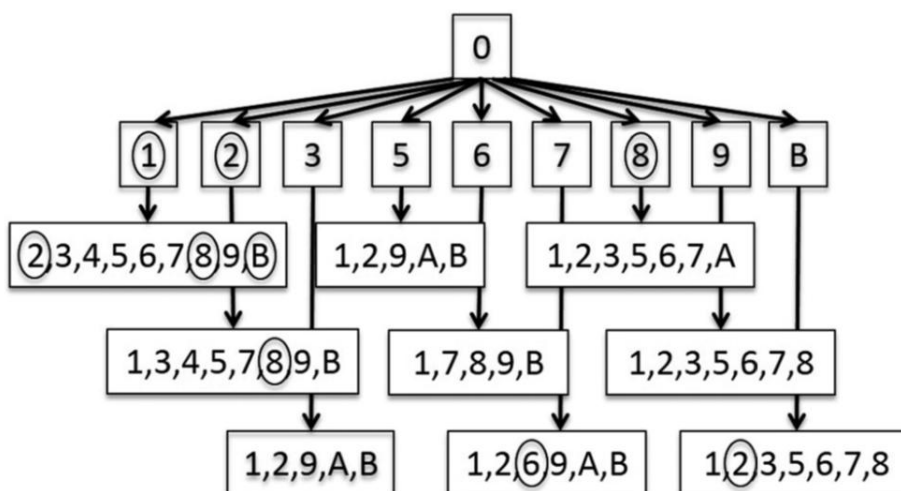 0
1 2 3 5 6 7 8 9 B
2,3,4,5,6,7,8,9,B 1,2,9,A,B 1,2,3,5,6,7,A
1,3,4,5,7,8,9,B 1,7,8,9,B 1,2,3,5,6,7,8
1,2,9,A,B 1,2,6,9,A,B 1,2,3,5,6,7,8